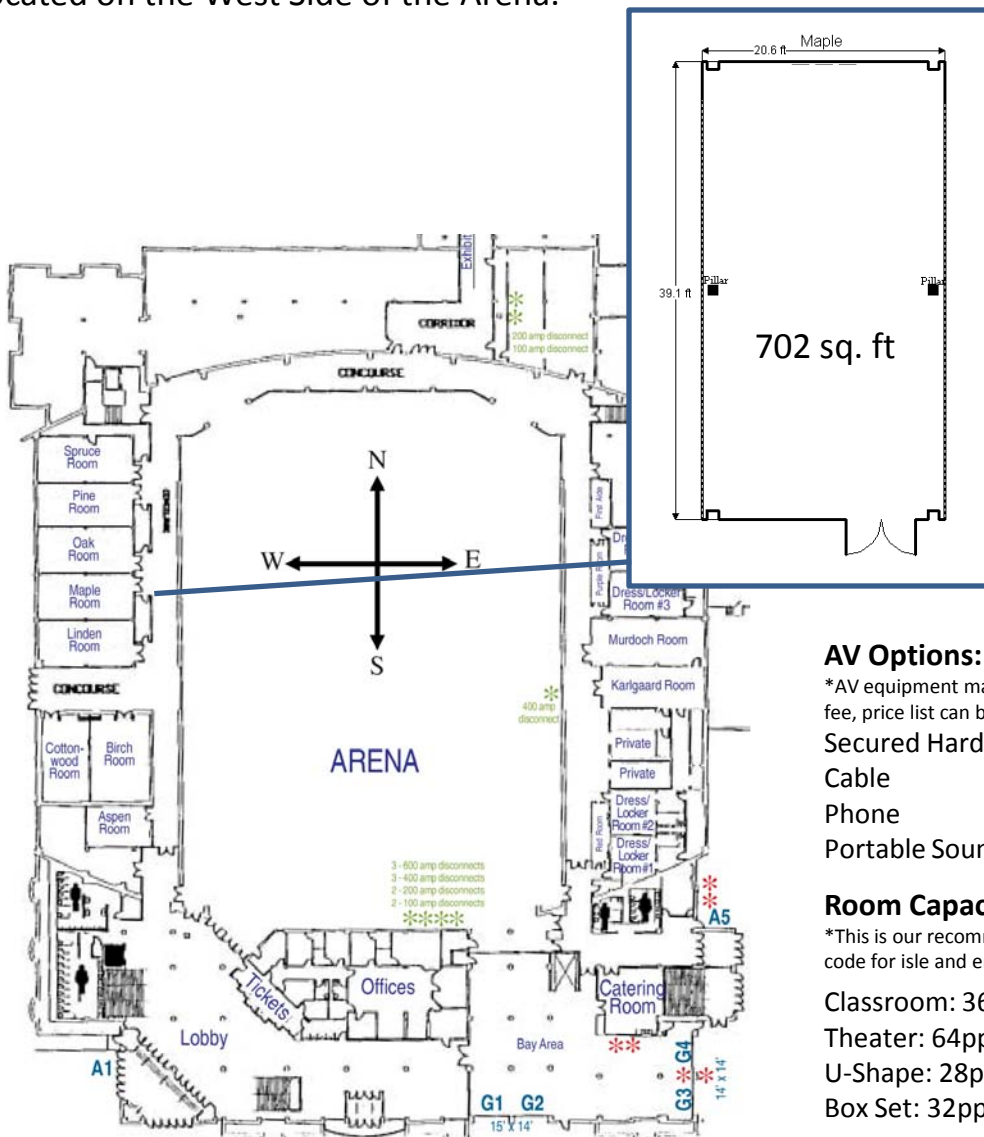 ocated on the West Side of the Arena.
Maple
20.6 ft
39.1 ft
Pillar
Pillar
702 sq. ft
Exhibit
CORRIDOR
200 amp disconnect
100 amp disconnect
CONCOURSE
CONCOURSE
Spruce
Room
Pine
Room
Oak
Room
Maple
Room
Linden
Room
CONCOURSE
Cotton-
wood
Room
Birch
Room
Aspen
Room
N
W
E
S
ARENA
400 amp
disconnect
First Aide
Purple Room
Dress/Locker
Room #3
Murdoch Room
Karlgaard Room
Private
Private
Dress/
Locker
Room #2
Dress/
Locker
Room #1
Red Room
3 - 600 amp disconnects
3 - 400 amp disconnects
2 - 200 amp disconnects
2 - 100 amp disconnects
Tickets
Offices
Catering
Room
Lobby
Bay Area
A1
A5
G1
G2
15' x 14'
G3
G4
14' x 14'
AV Options:
*AV equipment ma
fee, price list can b
Secured Hard
Cable
Phone
Portable Soun
Room Capac
*This is our recomm
code for isle and e
Classroom: 36
Theater: 64pp
U-Shape: 28p
Box Set: 32pp